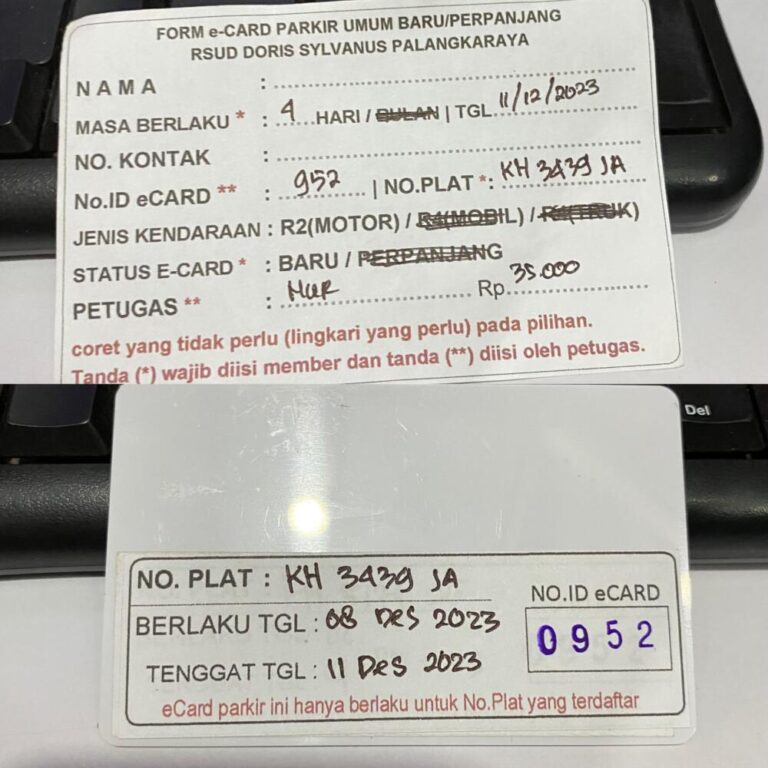 FORM e-CARD PARKIR UMUM BARU/PERPANJANG
RSUD DORIS SYLVANUS PALANGKARAYA
NAMA :
MASA BERLAKU * : 4 HARI / BULAN | TGL 11/12/2023
NO. KONTAK :
No.ID eCARD ** : 952 | NO.PLAT *: KH 3439 JA
JENIS KENDARAAN : R2(MOTOR) / R4(MOBIL) / R4(TRUK)
STATUS E-CARD * : BARU / PERPANJANG
PETUGAS ** : MUR Rp. 35.000
coret yang tidak perlu (lingkari yang perlu) pada pilihan.
Tanda (*) wajib diisi member dan tanda (**) diisi oleh petugas.
Del
NO. PLAT : KH 3439 JA
BERLAKU TGL : 08 Des 2023
TENGGAT TGL : 11 Des 2023
NO.ID eCARD
0952
eCard parkir ini hanya berlaku untuk No.Plat yang terdaftar